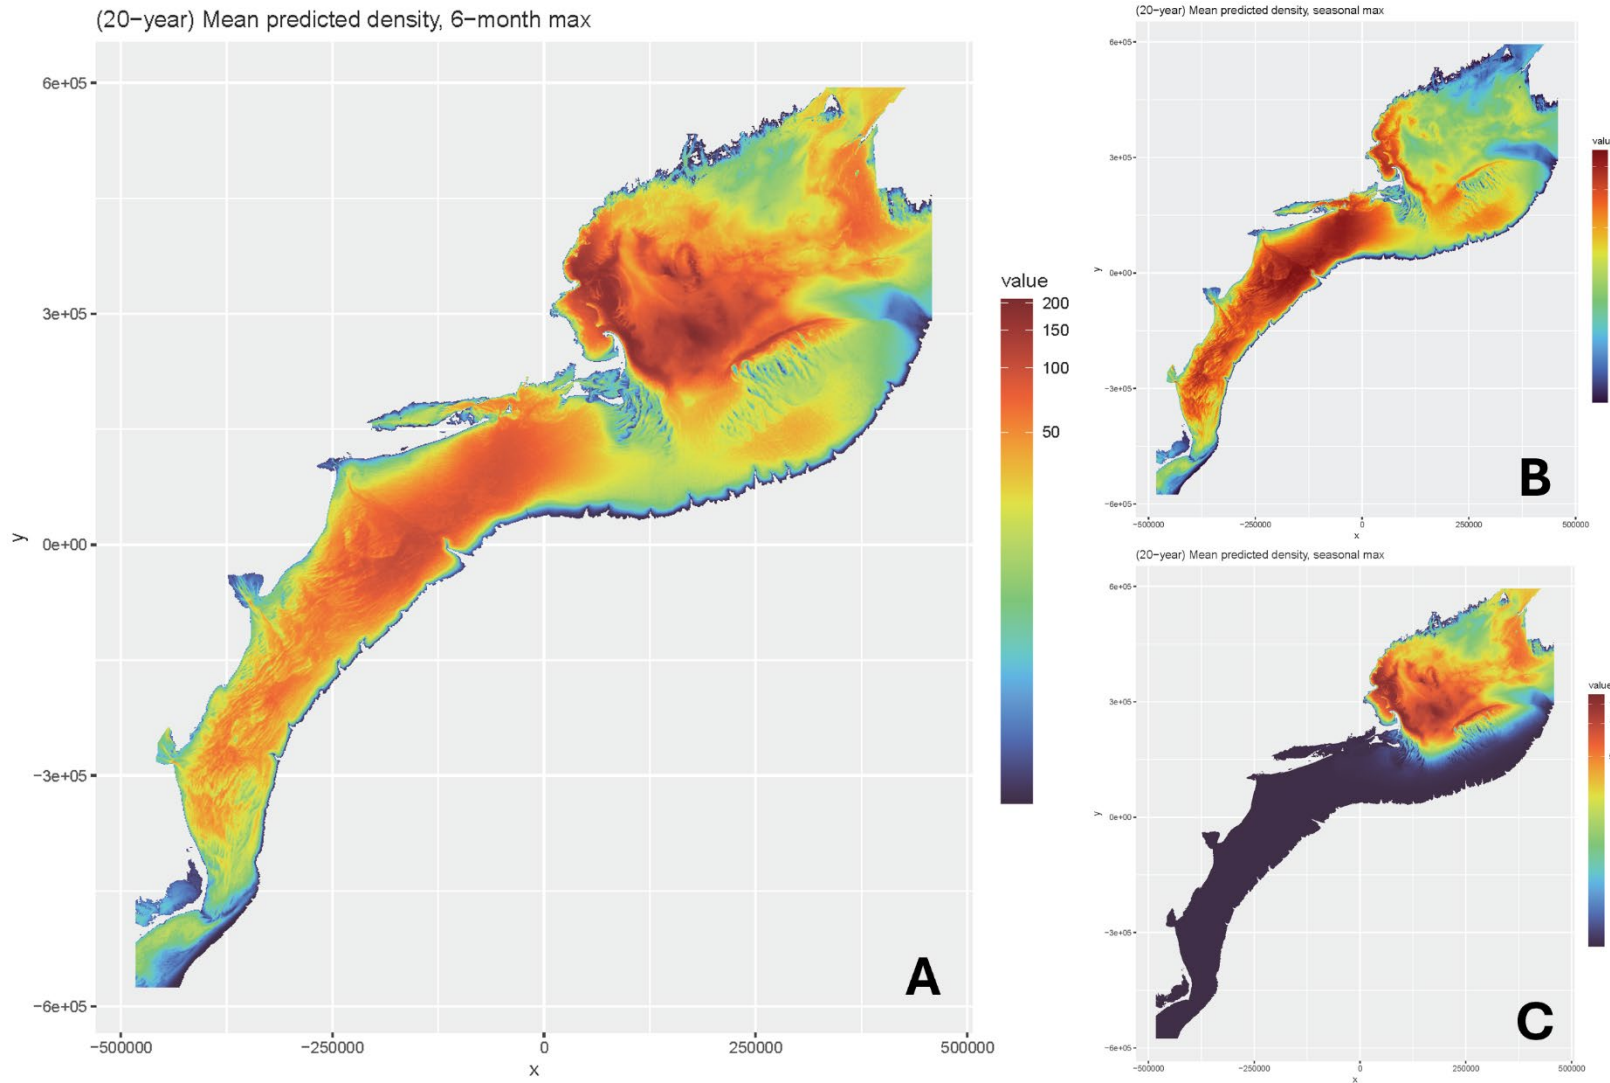 (20−year) Mean predicted density, 6−month max
6e+05
3e+05
0e+00
−3e+05
−6e+05
y
−500000
−250000
0
250000
500000
x
value
200
150
100
50
A
(20−year) Mean predicted density, seasonal max
6e+05
3e+05
0e+00
−3e+05
−6e+05
y
−500000
−250000
0
250000
500000
x
value
B
(20−year) Mean predicted density, seasonal max
6e+05
3e+05
0e+00
−3e+05
−6e+05
y
−500000
−250000
0
250000
500000
x
value
C